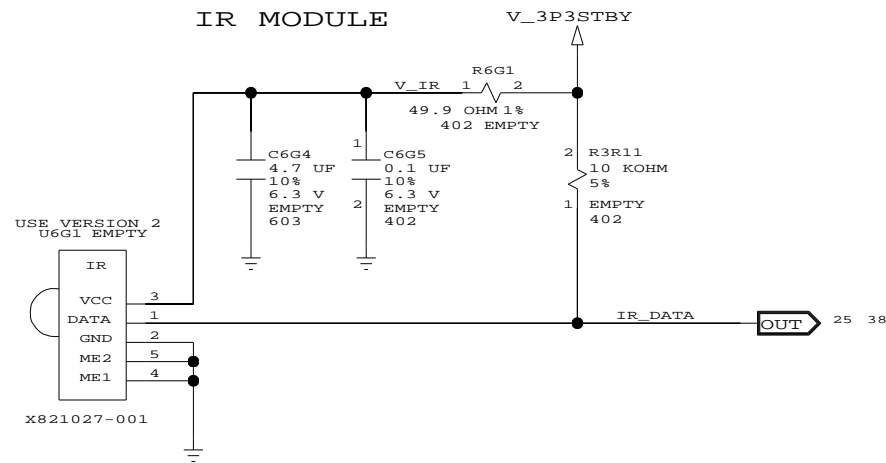 IR MODULE
V_3P3STBY
R6G1
V_IR 1 2
49.9 OHM 1%
402 EMPTY
C6G4
4.7 UF
10%
6.3 V
EMPTY
603
1
2
C6G5
0.1 UF
10%
6.3 V
EMPTY
402
2 R3R11
10 KOHM
5%
1 EMPTY
402
USE VERSION 2
U6G1 EMPTY
IR
VCC 3
DATA 1
GND 2
ME2 5
ME1 4
X821027-001
IR_DATA
OUT 25 38